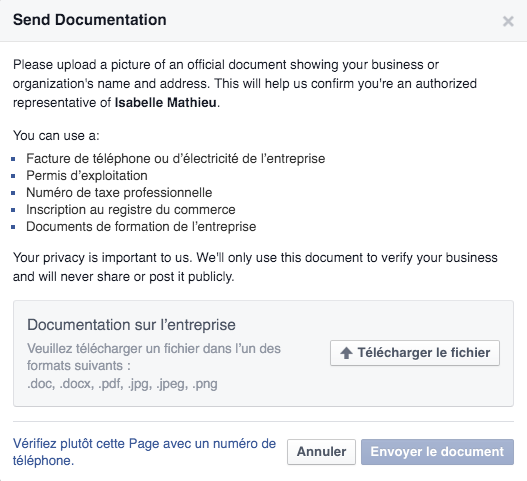 Send Documentation
Please upload a picture of an official document showing your business or
organization's name and address. This will help us confirm you're an authorized
representative of Isabelle Mathieu.
You can use a:
Facture de téléphone ou d'électricité de l'entreprise
Permis d'exploitation
Numéro de taxe professionnelle
Inscription au registre du commerce
Documents de formation de l'entreprise
Your privacy is important to us. We'll only use this document to verify your business
and will never share or post it publicly.
Documentation sur l'entreprise
Veuillez télécharger un fichier dans l'un des
formats suivants :
.doc, .docx, .pdf, .jpg, .jpeg, .png
Télécharger le fichier
Vérifiez plutôt cette Page avec un numéro de
téléphone.
Annuler
Envoyer le document